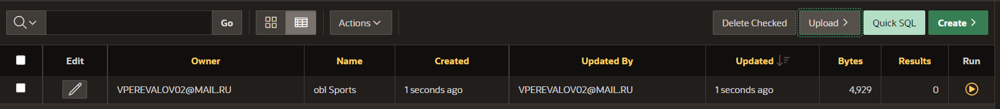 Go Actions Delete Checked Upload Quick SQL Create
Edit Owner Name Created Updated By Updated Bytes Results Run
VPEREVALOV02@MAIL.RU obl Sports 1 seconds ago VPEREVALOV02@MAIL.RU 1 seconds ago 4,929 0